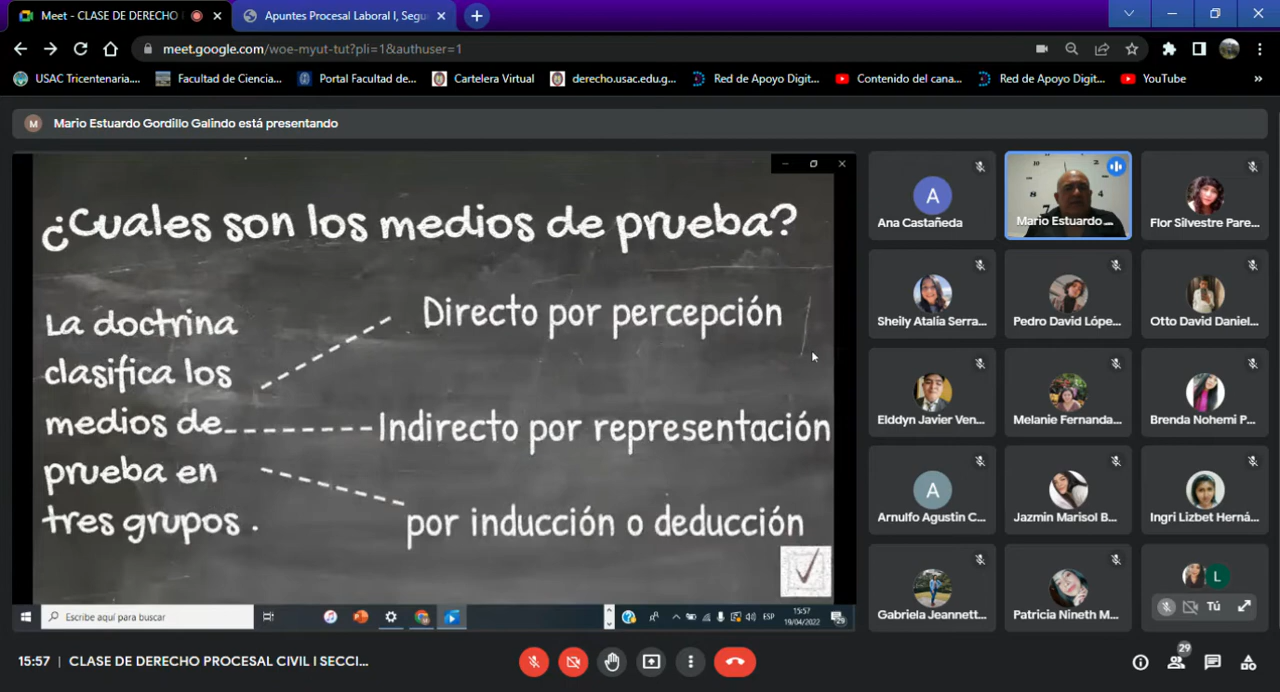 Meet - CLASE DE DERECHO
Apuntes Procesal Laboral I, Segu
meet.google.com/woe-myut-tut?pli=1&authuser=1
USAC Tricentenaria....
Facultad de Ciencia...
Portal Facultad de...
Cartelera Virtual
derecho.usac.edu.g...
Red de Apoyo Digit...
Contenido del cana...
Red de Apoyo Digit...
YouTube
»
M
Mario Estuardo Gordillo Galindo está presentando
¿Cuales son los medios de prueba?
La doctrina
clasifica los
medios de
prueba en
tres grupos.
Directo por percepción
Indirecto por representación
por inducción o deducción
Escribe aquí para buscar
ESP
15:57
19/04/2022
A
Ana Castañeda
Mario Estuardo ...
Flor Silvestre Pare...
Sheily Atalía Serra...
Pedro David Lópe...
Otto David Daniel...
Elddyn Javier Ven...
Melanie Fernanda...
Brenda Nohemi P...
A
Arnulfo Agustin C...
Jazmin Marisol B...
Ingri Lizbet Herná...
Gabriela Jeannett...
Patricia Nineth M...
L
Tú
15:57 | CLASE DE DERECHO PROCESAL CIVIL I SECCI...
29